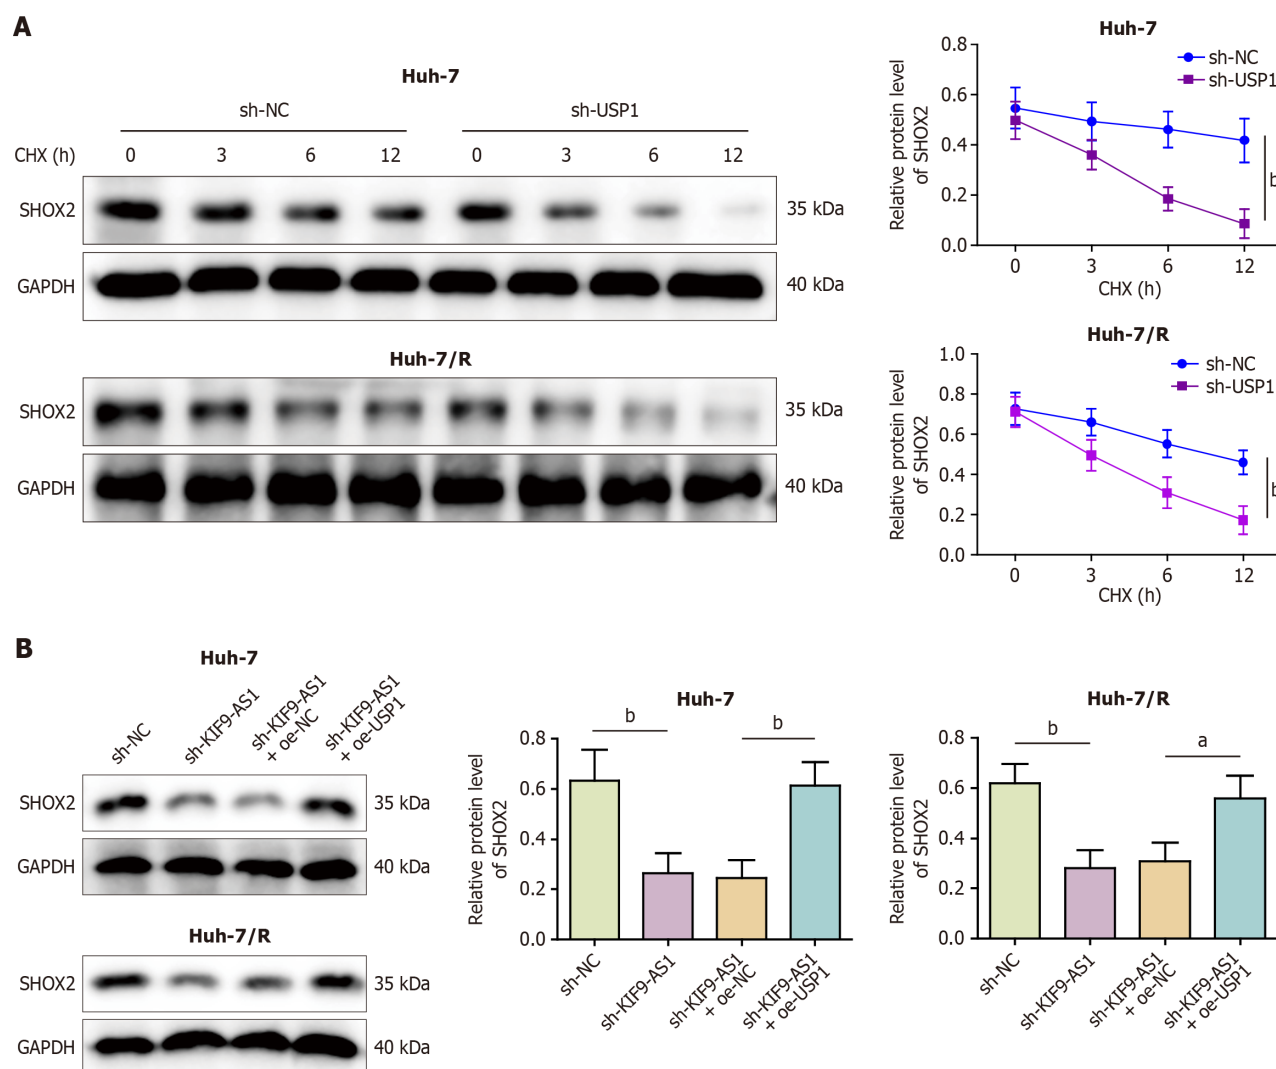 A
Huh-7
sh-NC sh-USP1
CHX (h) 0 3 6 12 0 3 6 12
SHOX2 35 kDa
GAPDH 40 kDa
Huh-7/R
SHOX2 35 kDa
GAPDH 40 kDa
Huh-7
sh-NC
sh-USP1
Relative protein level
of SHOX2
0.8
0.6
0.4
0.2
0.0
b
0 3 6 12
CHX (h)
Huh-7/R
sh-NC
sh-USP1
Relative protein level
of SHOX2
1.0
0.8
0.6
0.4
0.2
0.0
b
0 3 6 12
CHX (h)
B
Huh-7
sh-NC
sh-KIF9-AS1
sh-KIF9-AS1
+ oe-NC
sh-KIF9-AS1
+ oe-USP1
SHOX2 35 kDa
GAPDH 40 kDa
Huh-7/R
SHOX2 35 kDa
GAPDH 40 kDa
Huh-7
Relative protein level
of SHOX2
0.8
0.6
0.4
0.2
0.0
b b
sh-NC
sh-KIF9-AS1
sh-KIF9-AS1
+ oe-NC
sh-KIF9-AS1
+ oe-USP1
Huh-7/R
Relative protein level
of SHOX2
0.8
0.6
0.4
0.2
0.0
b a
sh-NC
sh-KIF9-AS1
sh-KIF9-AS1
+ oe-NC
sh-KIF9-AS1
+ oe-USP1